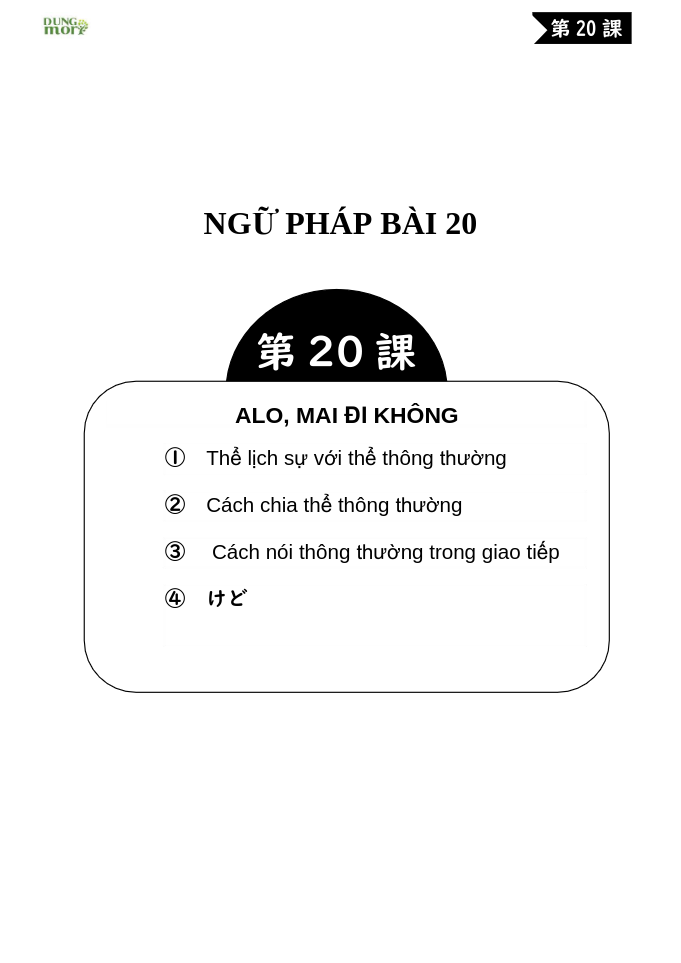 DUNG
mori
第 20 課
NGỮ PHÁP BÀI 20
第 20 課
ALO, MAI ĐI KHÔNG
① Thể lịch sự với thể thông thường
② Cách chia thể thông thường
③ Cách nói thông thường trong giao tiếp
④ けど